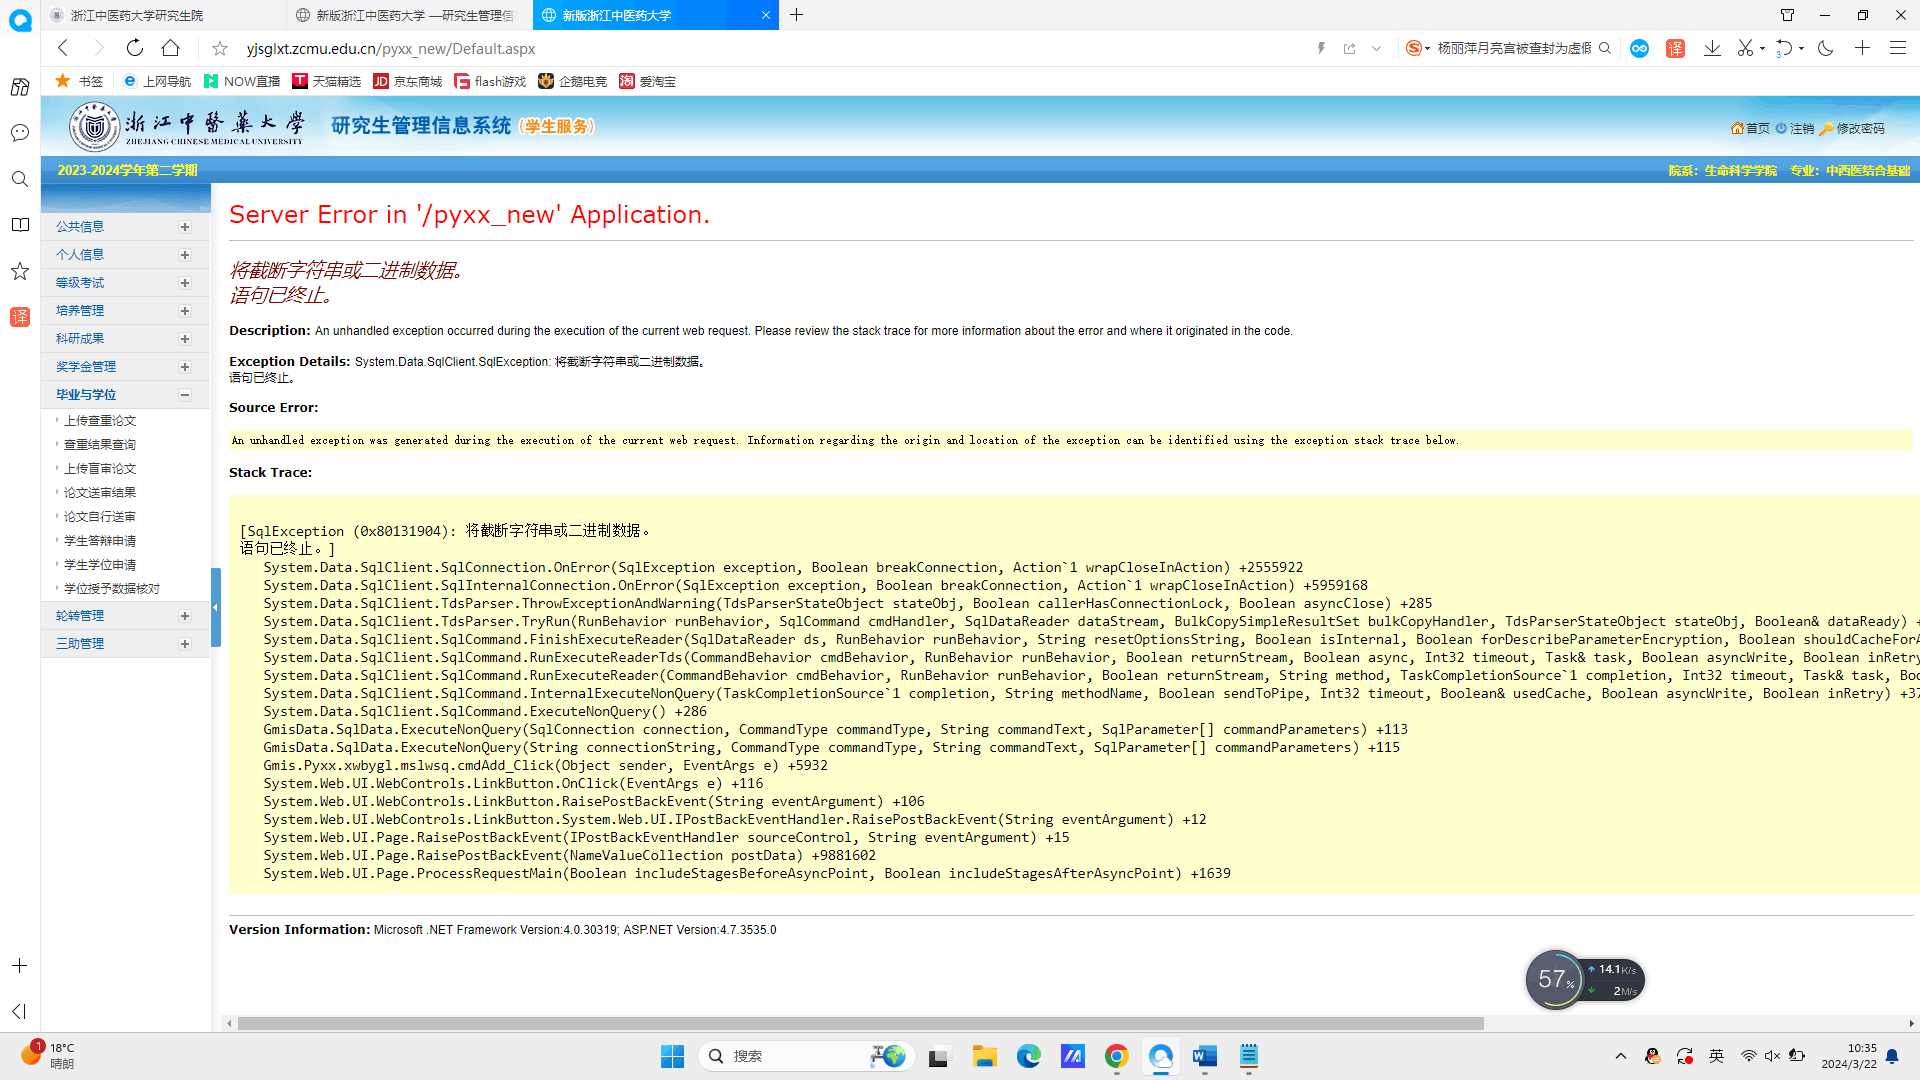 浙江中医药大学研究生院
新版浙江中医药大学 —研究生管理信
新版浙江中医药大学
yjsglxt.zcmu.edu.cn/pyxx_new/Default.aspx
杨丽萍月亮宫被查封为虚假
译
书签
上网导航
NOW直播
天猫精选
京东商城
flash游戏
企鹅电竞
爱淘宝
浙江中醫藥大學
ZHEJIANG CHINESE MEDICAL UNIVERSITY
研究生管理信息系统（学生服务）
首页 注销 修改密码
2023-2024学年第二学期
院系：生命科学学院 专业：中西医结合基础
公共信息
个人信息
等级考试
培养管理
科研成果
奖学金管理
毕业与学位
上传查重论文
查重结果查询
上传盲审论文
论文送审结果
论文自行送审
学生答辩申请
学生学位申请
学位授予数据核对
轮转管理
三助管理
译
Server Error in '/pyxx_new' Application.
将截断字符串或二进制数据。
语句已终止。
Description: An unhandled exception occurred during the execution of the current web request. Please review the stack trace for more information about the error and where it originated in the code.
Exception Details: System.Data.SqlClient.SqlException: 将截断字符串或二进制数据。
语句已终止。
Source Error:
An unhandled exception was generated during the execution of the current web request. Information regarding the origin and location of the exception can be identified using the exception stack trace below.
Stack Trace:
[SqlException (0x80131904): 将截断字符串或二进制数据。
语句已终止。]
System.Data.SqlClient.SqlConnection.OnError(SqlException exception, Boolean breakConnection, Action`1 wrapCloseInAction) +2555922
System.Data.SqlClient.SqlInternalConnection.OnError(SqlException exception, Boolean breakConnection, Action`1 wrapCloseInAction) +5959168
System.Data.SqlClient.TdsParser.ThrowExceptionAndWarning(TdsParserStateObject stateObj, Boolean callerHasConnectionLock, Boolean asyncClose) +285
System.Data.SqlClient.TdsParser.TryRun(RunBehavior runBehavior, SqlCommand cmdHandler, SqlDataReader dataStream, BulkCopySimpleResultSet bulkCopyHandler, TdsParserStateObject stateObj, Boolean& dataReady) +
System.Data.SqlClient.SqlCommand.FinishExecuteReader(SqlDataReader ds, RunBehavior runBehavior, String resetOptionsString, Boolean isInternal, Boolean forDescribeParameterEncryption, Boolean shouldCacheForA
System.Data.SqlClient.SqlCommand.RunExecuteReaderTds(CommandBehavior cmdBehavior, RunBehavior runBehavior, Boolean returnStream, Boolean async, Int32 timeout, Task& task, Boolean asyncWrite, Boolean inRetry
System.Data.SqlClient.SqlCommand.RunExecuteReader(CommandBehavior cmdBehavior, RunBehavior runBehavior, Boolean returnStream, String method, TaskCompletionSource`1 completion, Int32 timeout, Task& task, Boo
System.Data.SqlClient.SqlCommand.InternalExecuteNonQuery(TaskCompletionSource`1 completion, String methodName, Boolean sendToPipe, Int32 timeout, Boolean& usedCache, Boolean asyncWrite, Boolean inRetry) +37
System.Data.SqlClient.SqlCommand.ExecuteNonQuery() +286
GmisData.SqlData.ExecuteNonQuery(SqlConnection connection, CommandType commandType, String commandText, SqlParameter[] commandParameters) +113
GmisData.SqlData.ExecuteNonQuery(String connectionString, CommandType commandType, String commandText, SqlParameter[] commandParameters) +115
Gmis.Pyxx.xwbygl.mslwsq.cmdAdd_Click(Object sender, EventArgs e) +5932
System.Web.UI.WebControls.LinkButton.OnClick(EventArgs e) +116
System.Web.UI.WebControls.LinkButton.RaisePostBackEvent(String eventArgument) +106
System.Web.UI.WebControls.LinkButton.System.Web.UI.IPostBackEventHandler.RaisePostBackEvent(String eventArgument) +12
System.Web.UI.Page.RaisePostBackEvent(IPostBackEventHandler sourceControl, String eventArgument) +15
System.Web.UI.Page.RaisePostBackEvent(NameValueCollection postData) +9881602
System.Web.UI.Page.ProcessRequestMain(Boolean includeStagesBeforeAsyncPoint, Boolean includeStagesAfterAsyncPoint) +1639
Version Information: Microsoft .NET Framework Version:4.0.30319; ASP.NET Version:4.7.3535.0
57%
14.1K/s
2M/s
1
18°C
晴朗
搜索
英
10:35
2024/3/22